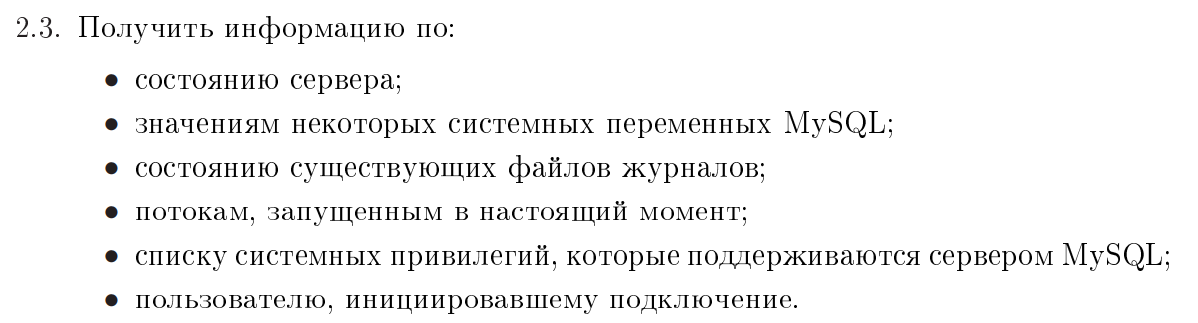 2.3. Получить информацию по:
• состоянию сервера;
• значениям некоторых системных переменных MySQL;
• состоянию существующих файлов журналов;
• потокам, запущенным в настоящий момент;
• списку системных привилегий, которые поддерживаются сервером MySQL;
• пользователю, инициировавшему подключение.